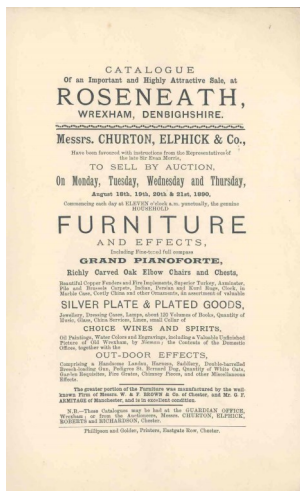 CATALOGUE
Of an Important and Highly Attractive Sale, at
ROSENEATH,
WREXHAM, DENBIGHSHIRE.
Messrs. CHURTON, ELPHICK & Co.,
Have been favoured with instructions from the Representatives of
the late Sir Evan Morris,
TO SELL BY AUCTION,
On Monday, Tuesday, Wednesday and Thursday,
August 18th, 19th, 20th & 21st, 1890,
Commencing each day at ELEVEN o'clock a.m. punctually, the genuine
HOUSEHOLD
FURNITURE
AND EFFECTS,
Including Fine-toned full compass
GRAND PIANOFORTE,
Richly Carved Oak Elbow Chairs and Chests,
Beautiful Copper Fenders and Fire Implements, Superior Turkey, Axminster,
Pile and Brussels Carpets, Indian, Persian and Kurd Rugs, Clock, in
Marble Case, Costly China and other Ornaments, An assortment of valuable
SILVER PLATE & PLATED GOODS,
Jewellery, Dressing Cases, Lamps, about 120 Volumes of Books, Quantity of
Music, Glass, China Services, Linen, small Cellar of
CHOICE WINES AND SPIRITS,
Oil Paintings, Water Colors and Engravings, including a Valuable Unfinished
Picture of Old Wrexham, by the Contents of the Domestic
Offices, together with the
OUT-DOOR EFFECTS,
Comprising a Handsome Landau, Harness, Saddlery, Double-barrelled
Breech-loading Gun, Pedigree St. Bernard Dog, Quantity of White Oats,
Garden Requisites, Fire Grates, Chimney Pieces, and other Miscellaneous
Effects.
The greater portion of the Furniture was manufactured by the well-
known Firms of Messrs. W. & F. BROWN & Co. of Chester, and Mr. G. F.
ARMITAGE of Manchester, and is in excellent condition.
N.B.—These Catalogues may be had at the GUARDIAN OFFICE,
Wrexham; or from the Auctioneers, Messrs. CHURTON, ELPHICK,
ROBERTS and RICHARDSON, Chester.
Phillipson and Golder, Printers, Eastgate Row, Chester.